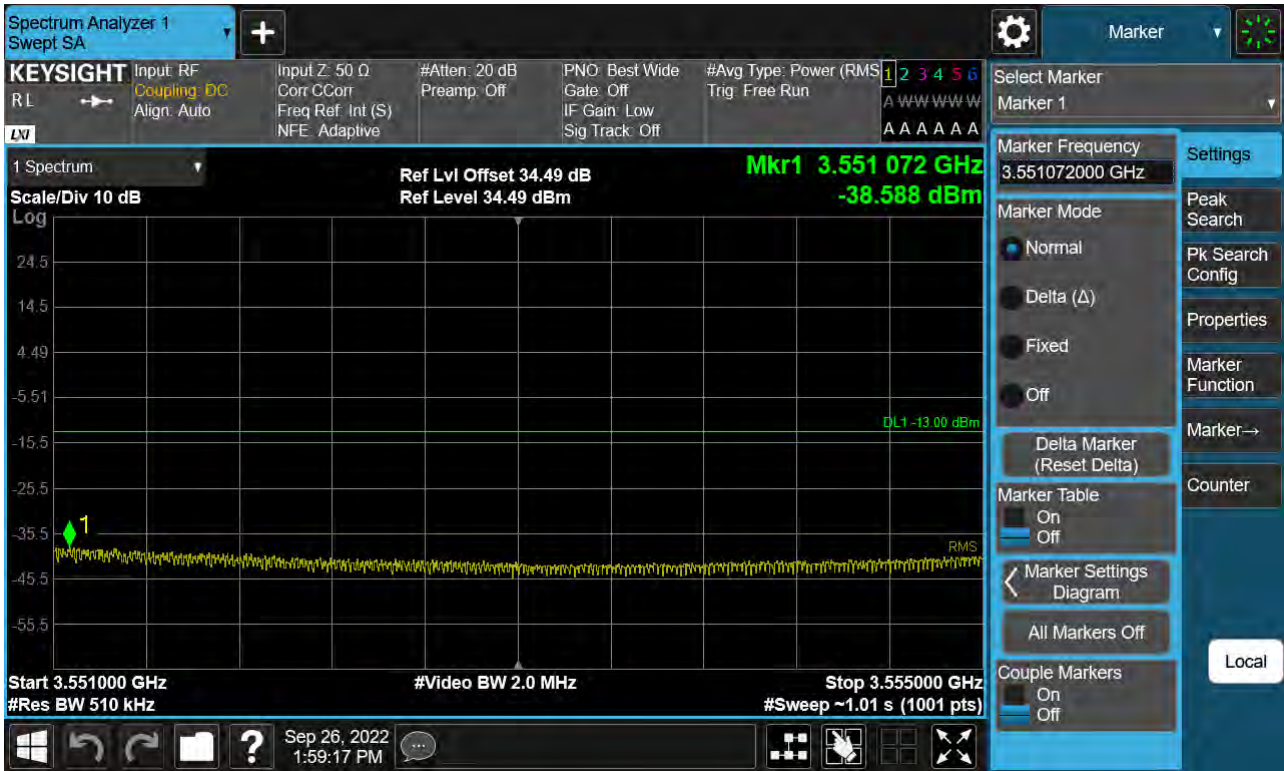 Spectrum Analyzer 1
Swept SA
+
Marker
KEYSIGHT
RL
LXI
Input: RF
Coupling: DC
Align: Auto
Input Z: 50 Ω
Corr CCorr
Freq Ref: Int (S)
NFE: Adaptive
#Atten: 20 dB
Preamp: Off
PNO: Best Wide
Gate: Off
IF Gain: Low
Sig Track: Off
#Avg Type: Power (RMS
Trig: Free Run
1 2 3 4 5 6
A W W W W W
A A A A A A
1 Spectrum
Scale/Div 10 dB
Log
Ref Lvl Offset 34.49 dB
Ref Level 34.49 dBm
Mkr1 3.551 072 GHz
-38.588 dBm
24.5
14.5
4.49
-5.51
-15.5
-25.5
-35.5
-45.5
-55.5
DL1 -13.00 dBm
1
RMS
Start 3.551000 GHz
#Res BW 510 kHz
#Video BW 2.0 MHz
Stop 3.555000 GHz
#Sweep ~1.01 s (1001 pts)
Select Marker
Marker 1
Marker Frequency
3.551072000 GHz
Marker Mode
Normal
Delta (Δ)
Fixed
Off
Delta Marker
(Reset Delta)
Marker Table
On
Off
Marker Settings
Diagram
All Markers Off
Couple Markers
On
Off
Settings
Peak
Search
Pk Search
Config
Properties
Marker
Function
Marker→
Counter
Local
?
Sep 26, 2022
1:59:17 PM